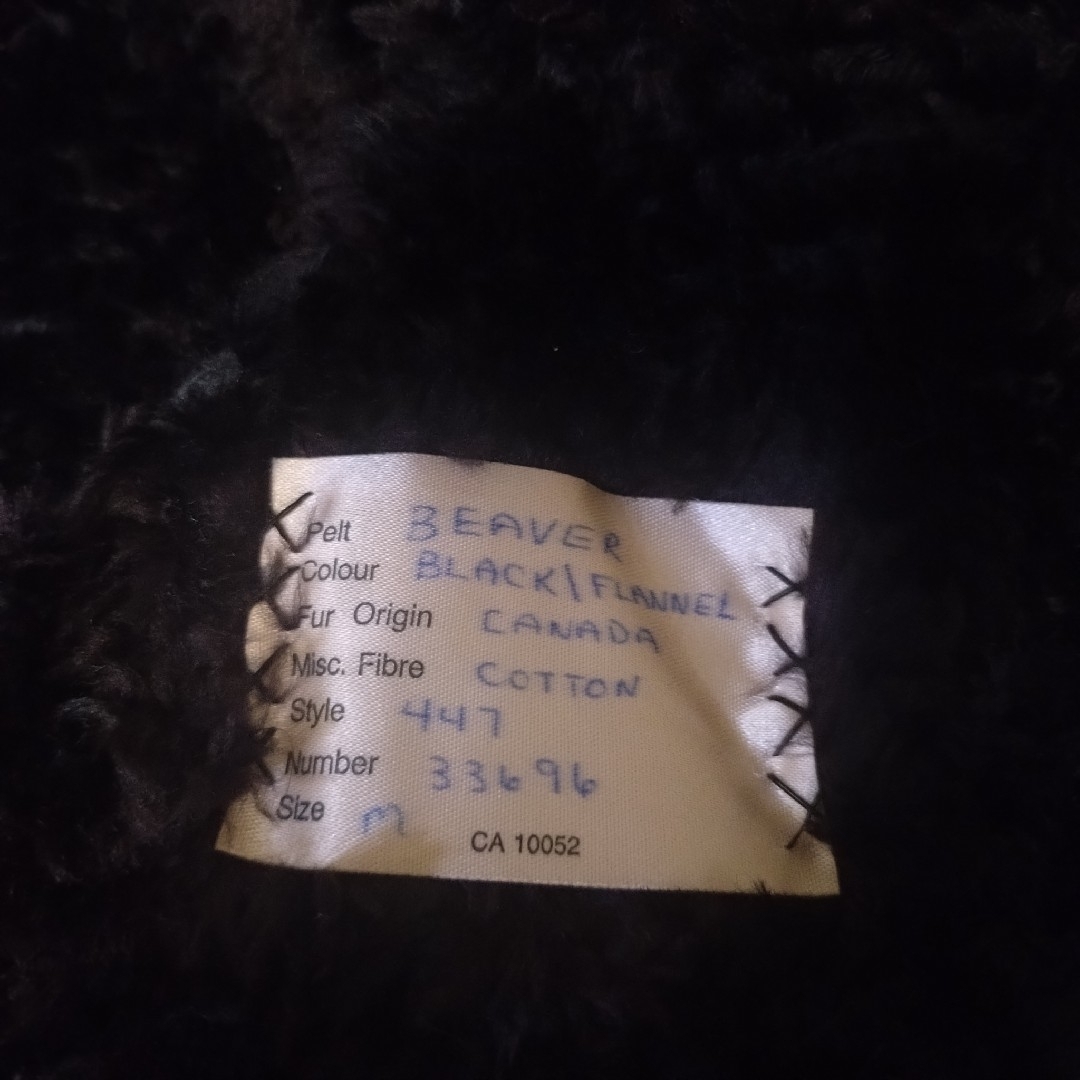 Pelt BEAVER
Colour BLACK\FLANNEL
Fur Origin CANADA
Misc. Fibre COTTON
Style 447
Number 33696
Size M
CA 10052